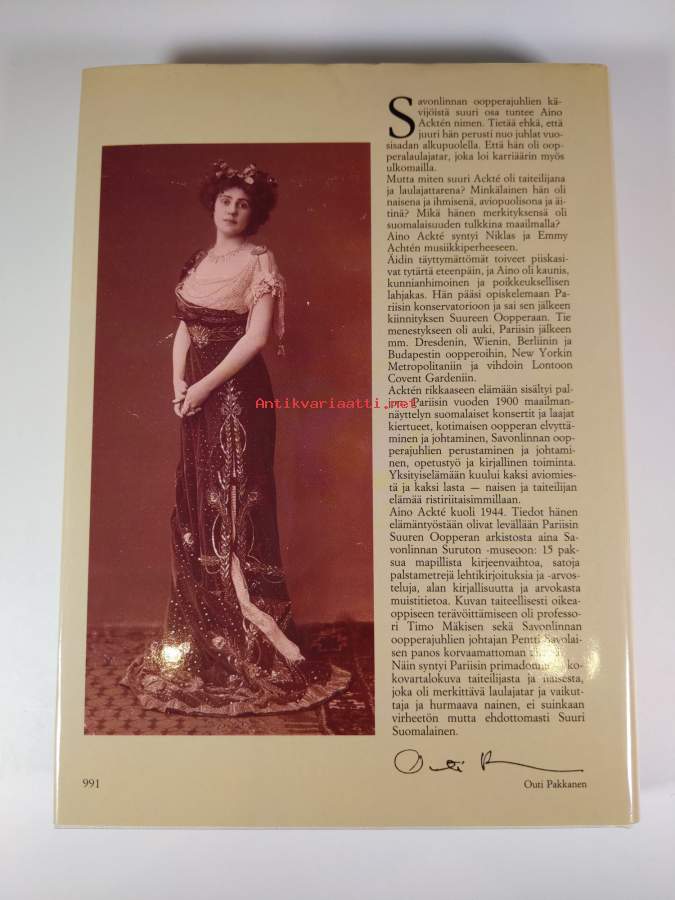 Savonlinnan oopperajuhlien kä-
vijöistä suuri osa tuntee Aino
Acktén nimen. Tietää ehkä, että
juuri hän perusti nuo juhlat vuo-
sisadan alkupuolella. Että hän oli oop-
peralaulajatar, joka loi karriäärin myös
ulkomailla.
Mutta miten suuri Ackté oli taiteilijana
ja laulajattarena? Minkälainen hän oli
naisena ja ihmisenä, aviopuolisona ja äi-
tinä? Mikä hänen merkityksensä oli
suomalaisuuden tulkkina maailmalla?
Aino Ackté syntyi Niklas ja Emmy
Achtén musiikkiperheeseen.
Äidin täyttymättömät toiveet piiskasi-
vat tytärtä eteenpäin, ja Aino oli kaunis,
kunnianhimoinen ja poikkeuksellisen
lahjakas. Hän pääsi opiskelemaan Pa-
riisin konservatorioon ja sai sen jälkeen
kiinnityksen Suureen Oopperaan. Tie
menestykseen oli auki, Pariisin jälkeen
mm. Dresdenin, Wienin, Berliinin ja
Budapestin oopperoihin, New Yorkin
Metropolitaniin ja vihdoin Lontoon
Covent Gardeniin.
Acktén rikkaaseen elämään sisältyi pal-
Pariisin vuoden 1900 maailman-
näyttelyn suomalaiset konsertit ja laajat
kiertueet, kotimaisen oopperan elvyttä-
minen ja johtaminen, Savonlinnan oop-
perajuhlien perustaminen ja johtami-
nen, opetustyö ja kirjallinen toiminta.
Yksityiselämään kuului kaksi aviomies-
tä ja kaksi lasta — naisen ja taiteilijan
elämää ristiriitaisimmillaan.
Aino Ackté kuoli 1944. Tiedot hänen
elämäntyöstään olivat levällään Pariisin
Suuren Oopperan arkistosta aina Sa-
vonlinnan Suruton -museoon: 15 pak-
sua mapillista kirjeenvaihtoa, satoja
palstametrejä lehtikirjoituksia ja -arvos-
teluja, alan kirjallisuutta ja arvokasta
muistitietoa. Kuvan taiteellisesti oikea-
oppiseen terävöittämiseen oli professo-
ri Timo Mäkisen sekä Savonlinnan
oopperajuhlien johtajan Pentti Savolai-
sen panos korvaamattoman
Näin syntyi Pariisin primadonna, ko-
kovartalokuva taiteilijasta ja naisesta,
joka oli merkittävä laulajatar ja vaikut-
taja ja hurmaava nainen, ei suinkaan
virheetön mutta ehdottomasti Suuri
Suomalainen.
Outi Pakkanen
991
Antikvariaatti.net